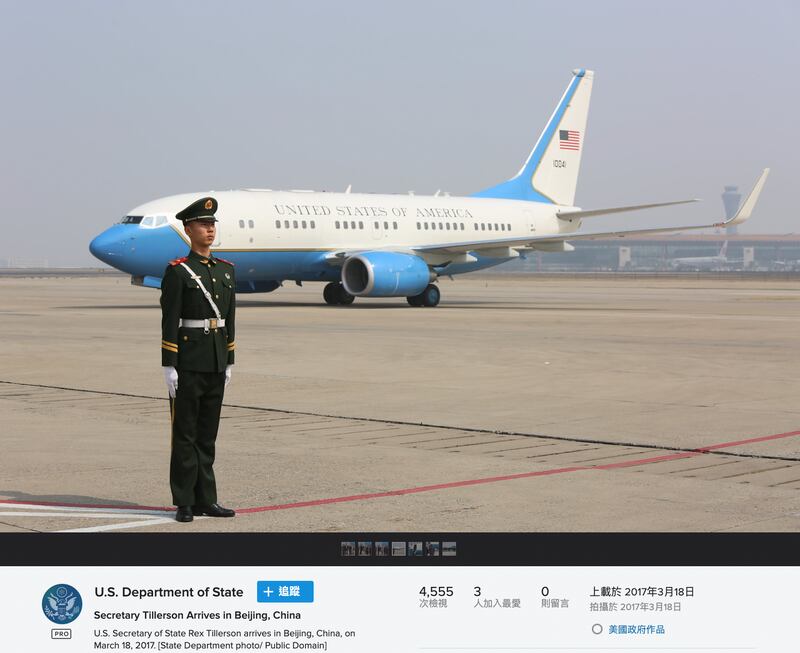 UNITED STATES OF AMERICA
10041
U.S. Department of State
+ 追蹤
PRO
Secretary Tillerson Arrives in Beijing, China
U.S. Secretary of State Rex Tillerson arrives in Beijing, China, on
March 18, 2017. [State Department photo/ Public Domain]
4,555
次檢視
3
人加入最愛
0
則留言
上載於 2017年3月18日
拍攝於 2017年3月18日
美國政府作品